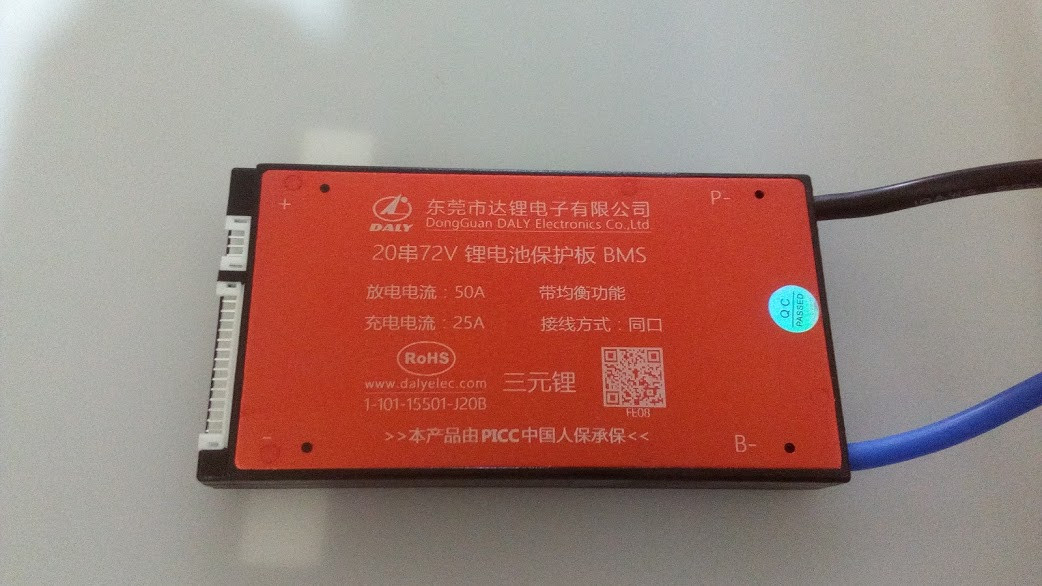 +
P-
DALY
东莞市达锂电子有限公司
DongGuan DALY Electronics Co.,Ltd
20串72V 锂电池保护板 BMS
放电电流：50A 带均衡功能
充电电流：25A 接线方式：同口
QC PASSED
RoHS
www.dalyelec.com
三元锂
1-101-15501-J20B
FE08
-
>>本产品由PICC中国人保承保<<
B-